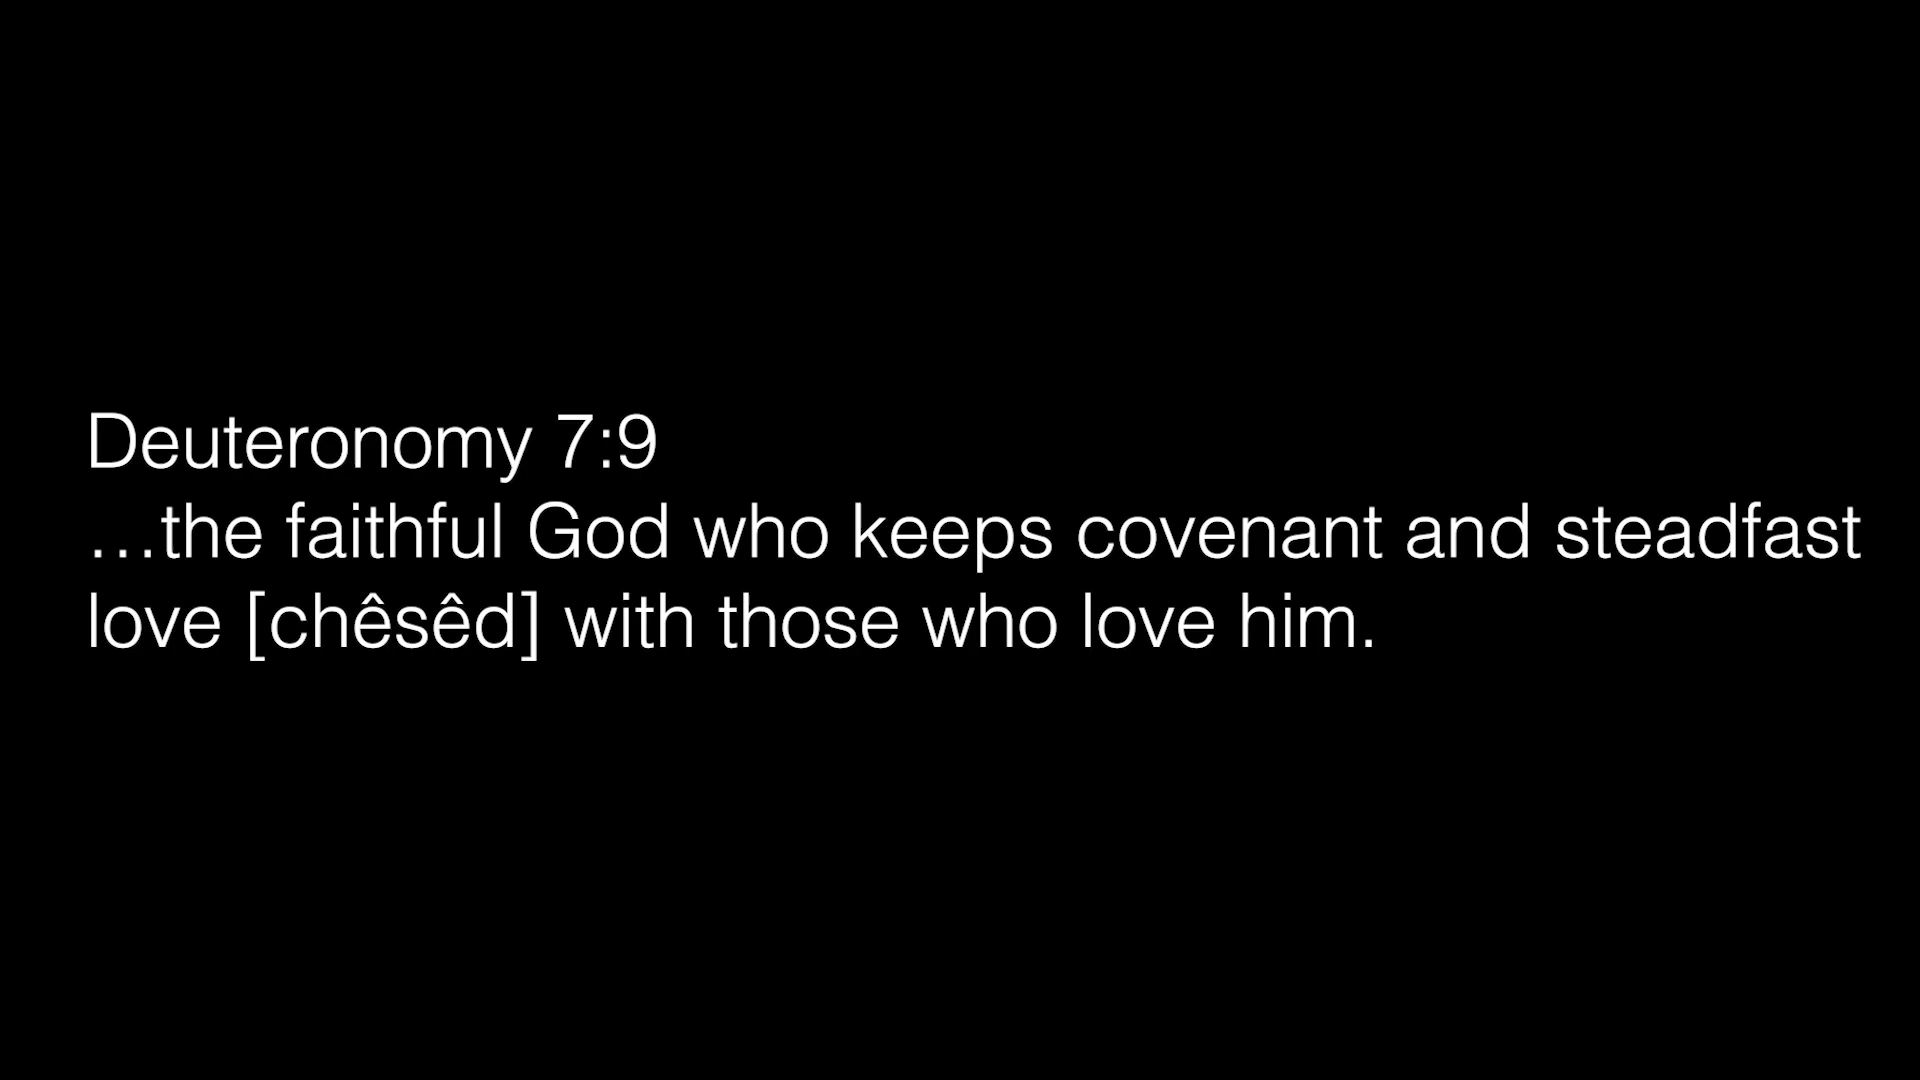 Deuteronomy 7:9
…the faithful God who keeps covenant and steadfast
love [chêsêd] with those who love him.